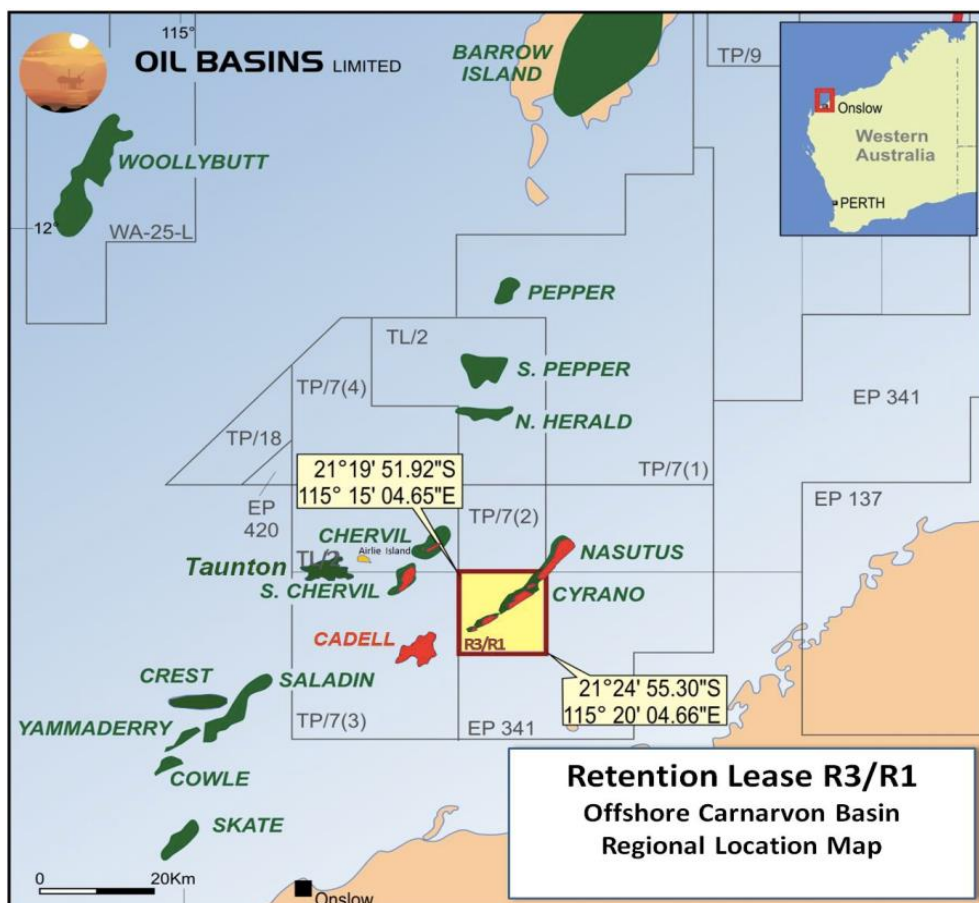 115°
OIL BASINS LIMITED
BARROW
ISLAND
TP/9
Onslow
Western
Australia
PERTH
WOOLLYBUTT
12°
WA-25-L
PEPPER
TL/2
S. PEPPER
TP/7(4)
EP 341
N. HERALD
TP/18
21°19' 51.92"S
115° 15' 04.65"E
TP/7(1)
EP 137
EP
420
TP/7(2)
CHERVIL
Airlie Island
NASUTUS
Taunton
S. CHERVIL
CYRANO
CADELL
R3/R1
CREST
SALADIN
21°24' 55.30"S
115° 20' 04.66"E
YAMMADERRY
TP/7(3)
EP 341
COWLE
Retention Lease R3/R1
Offshore Carnarvon Basin
Regional Location Map
SKATE
0 20Km
Onslow